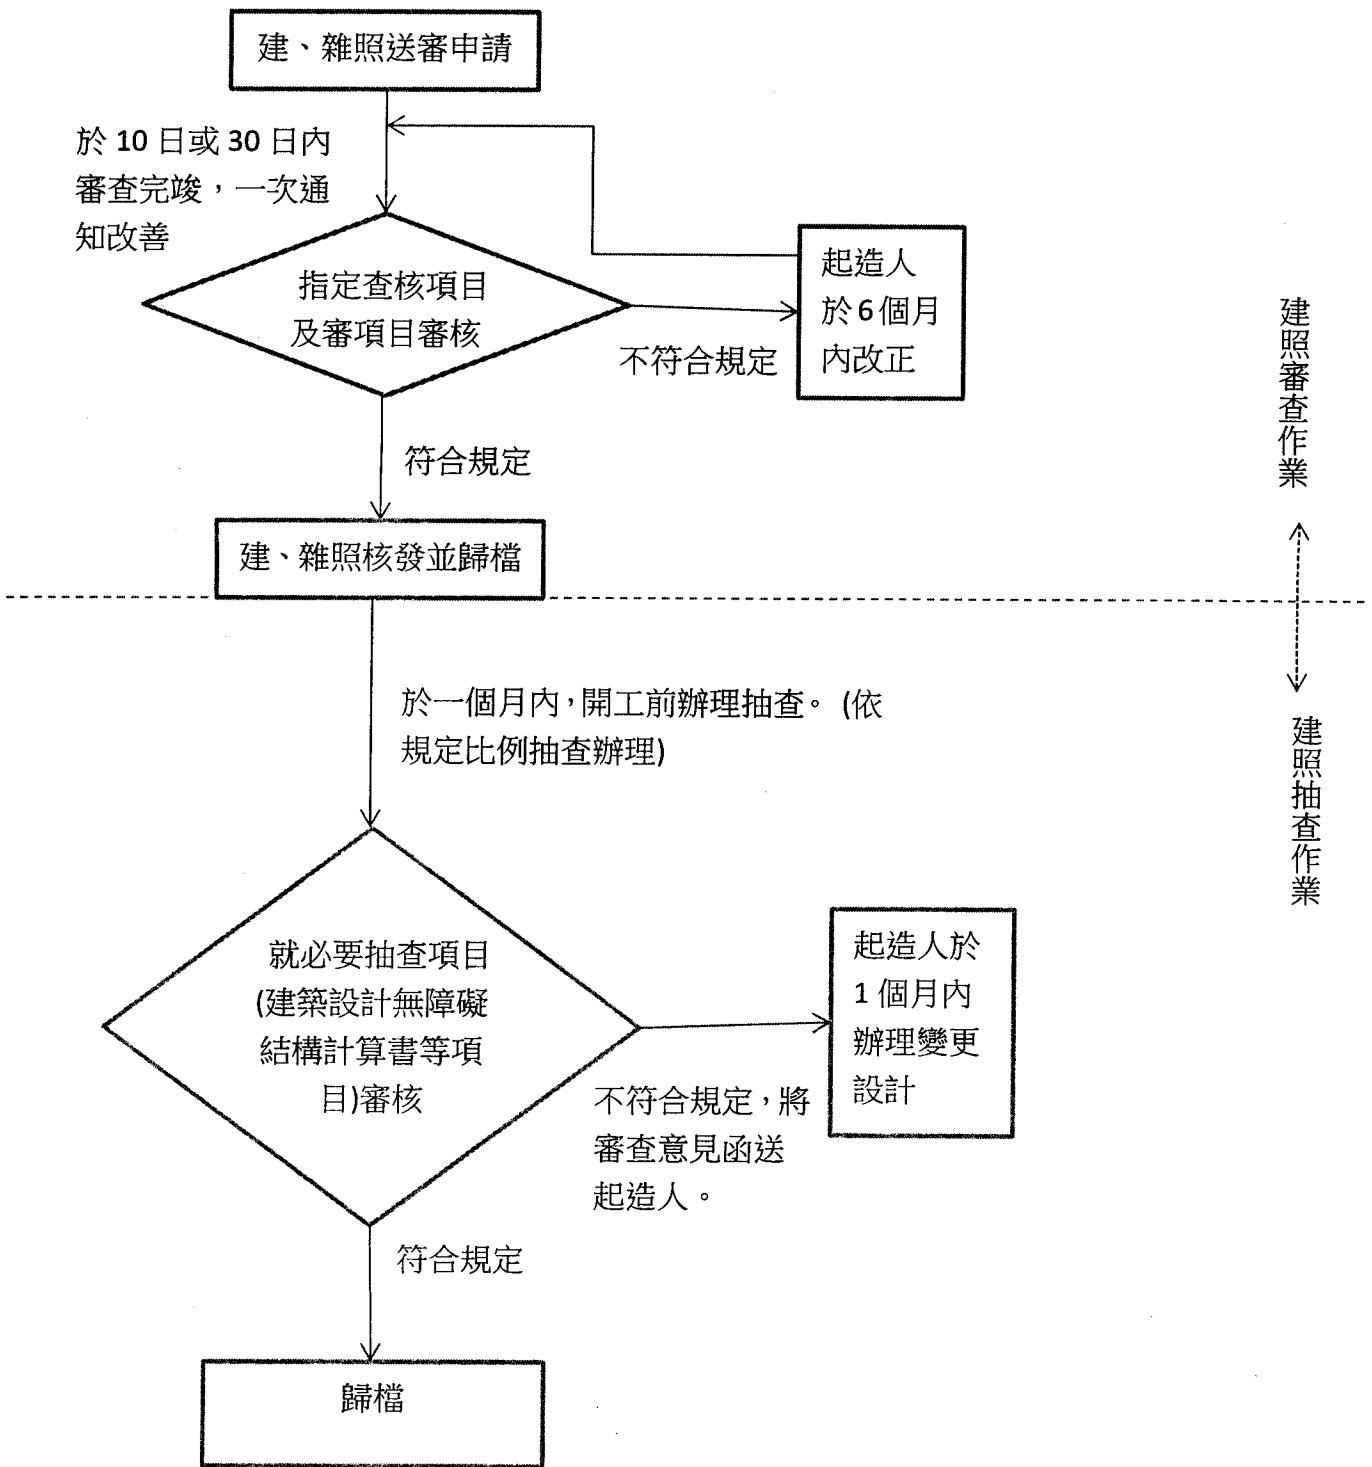 建、雜照送審申請
於 10 日或 30 日內
審查完竣，一次通
知改善
指定查核項目
及審項目審核
不符合規定
起造人
於 6 個月
內改正
符合規定
建、雜照核發並歸檔
建照審查作業
於一個月內，開工前辦理抽查。 (依
規定比例抽查辦理)
建照抽查作業
就必要抽查項目
(建築設計無障礙
結構計算書等項
目)審核
不符合規定，將
審查意見函送
起造人。
起造人於
1 個月內
辦理變更
設計
符合規定
歸檔